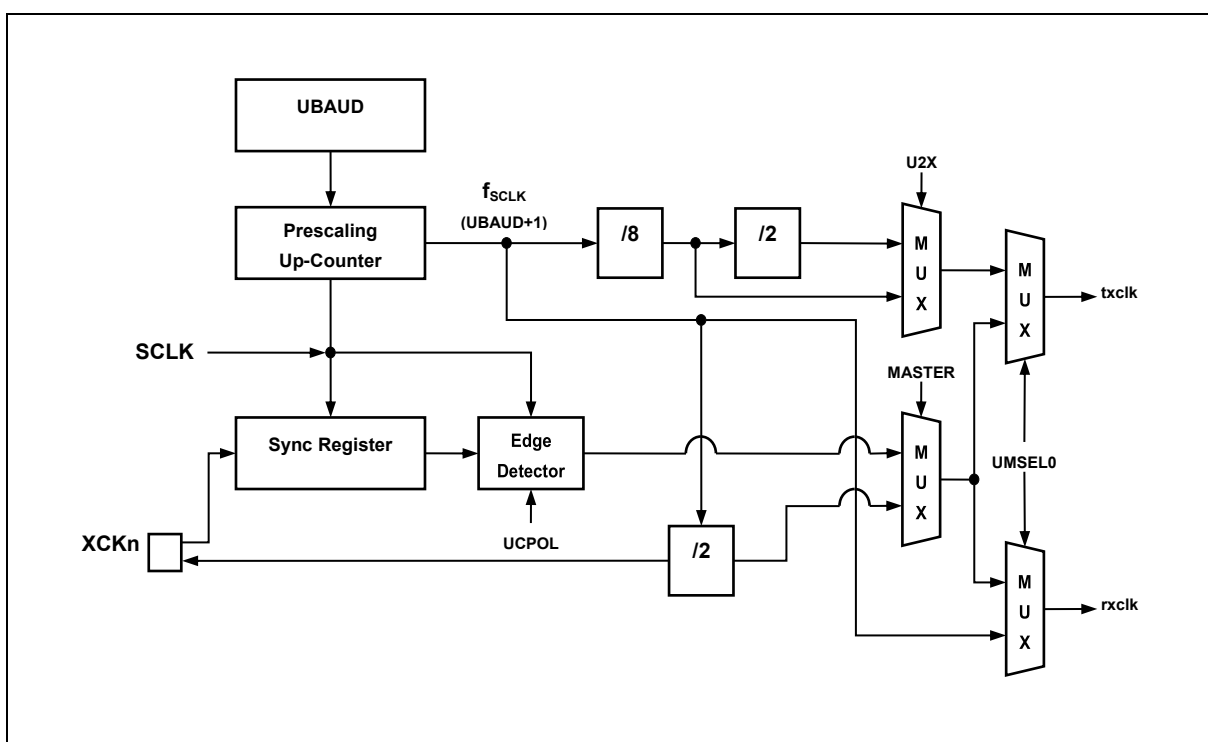 UBAUD
U2X
fSCLK
(UBAUD+1)
Prescaling
Up-Counter
/8
/2
M
U
X
M
U
X
txclk
SCLK
MASTER
Sync Register
Edge
Detector
M
U
X
UMSEL0
XCKn
UCPOL
/2
M
U
X
rxclk